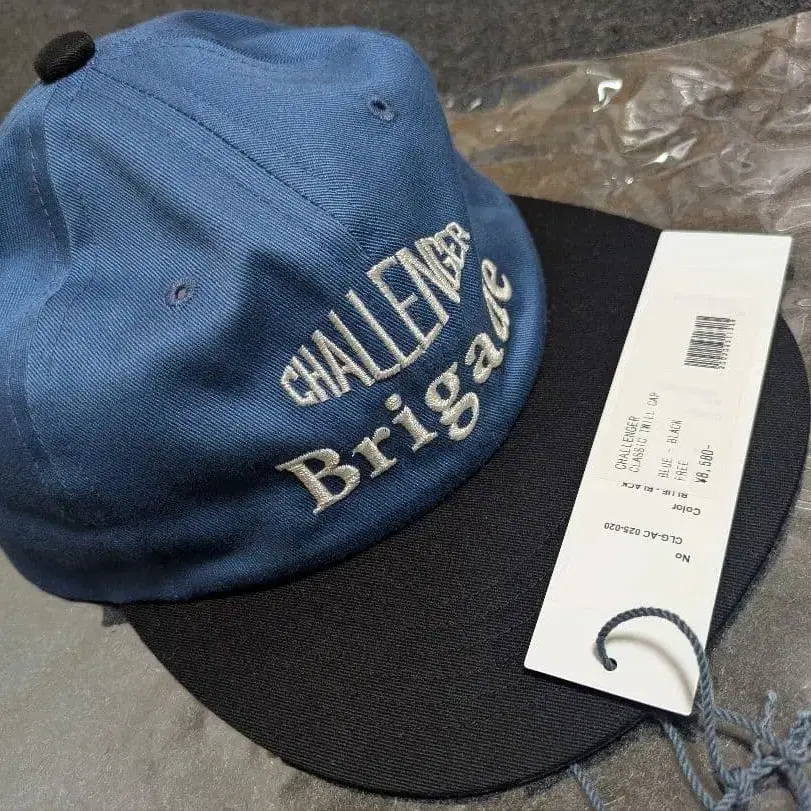 CHALLENGER
Brigade
CHALLENGER
CLASSIC TWILL CAP
BLUE - BLACK
FREE
¥8,580-
BLUE-BLACK
Color
CLG-AC 025-020
No